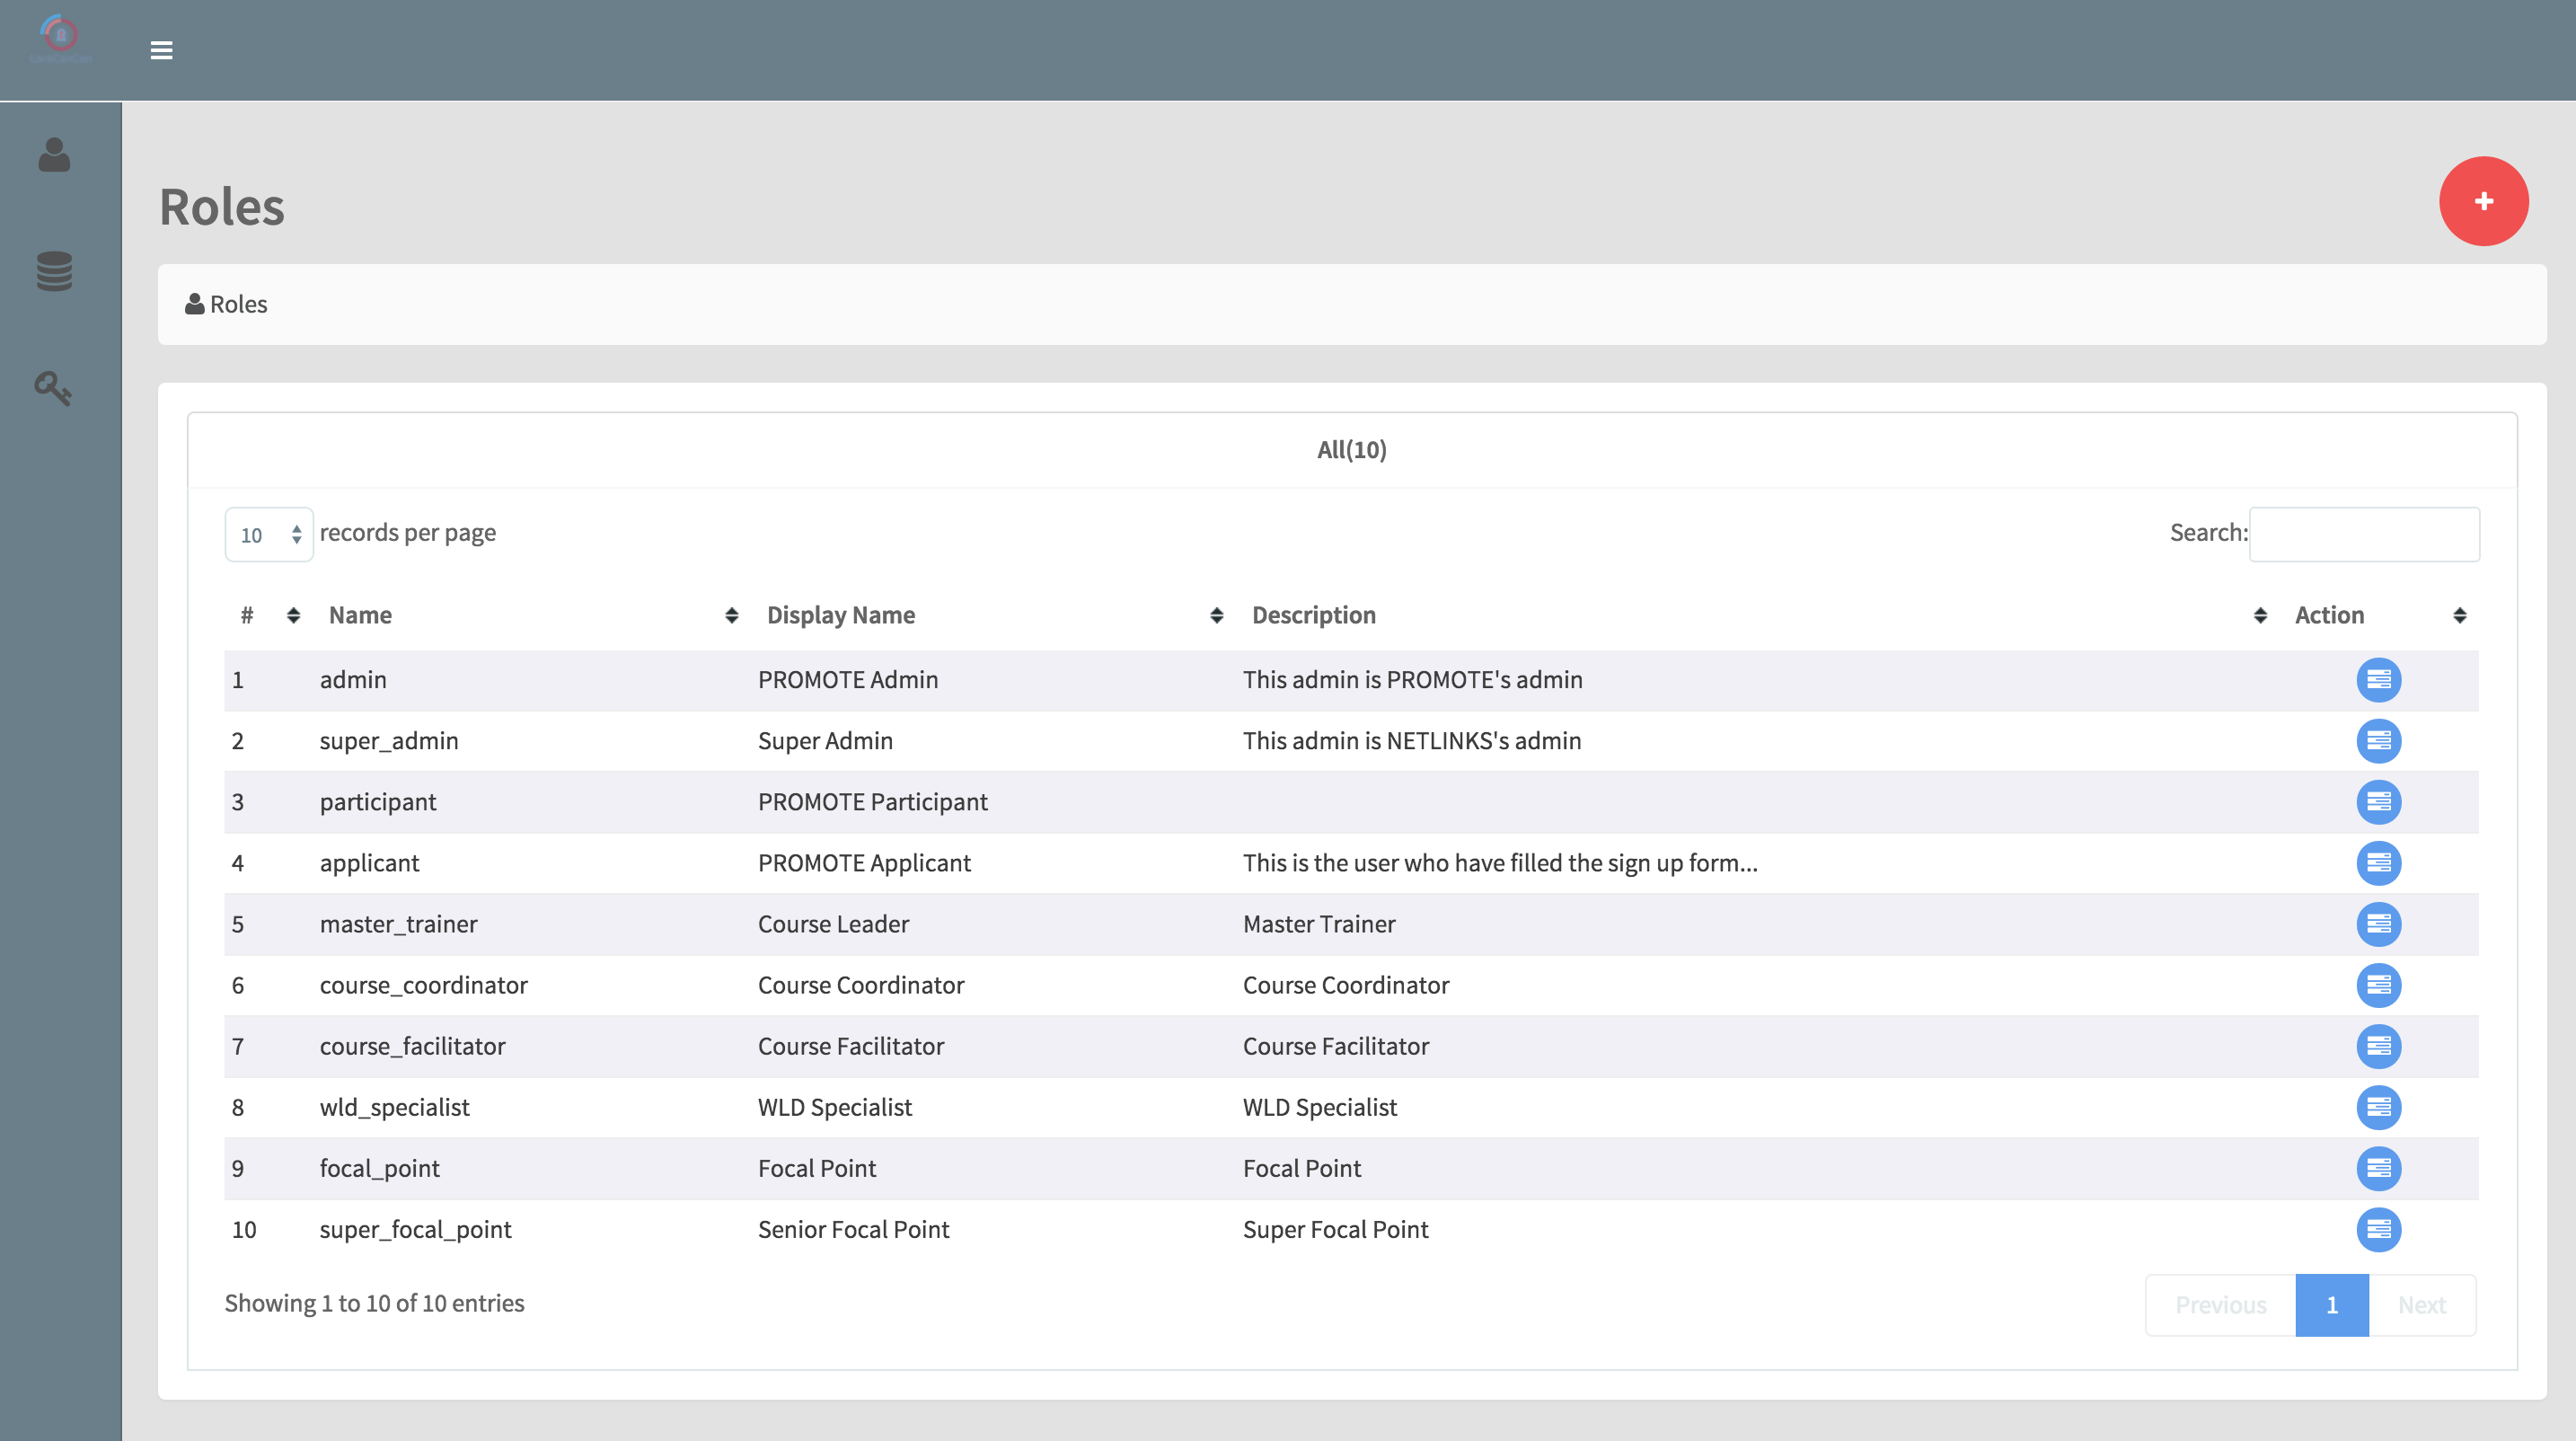 Roles
+
Roles
All(10)
10 records per page Search:
# Name Display Name Description Action
1 admin PROMOTE Admin This admin is PROMOTE's admin
2 super_admin Super Admin This admin is NETLINKS's admin
3 participant PROMOTE Participant
4 applicant PROMOTE Applicant This is the user who have filled the sign up form...
5 master_trainer Course Leader Master Trainer
6 course_coordinator Course Coordinator Course Coordinator
7 course_facilitator Course Facilitator Course Facilitator
8 wld_specialist WLD Specialist WLD Specialist
9 focal_point Focal Point Focal Point
10 super_focal_point Senior Focal Point Super Focal Point
Showing 1 to 10 of 10 entries Previous 1 Next